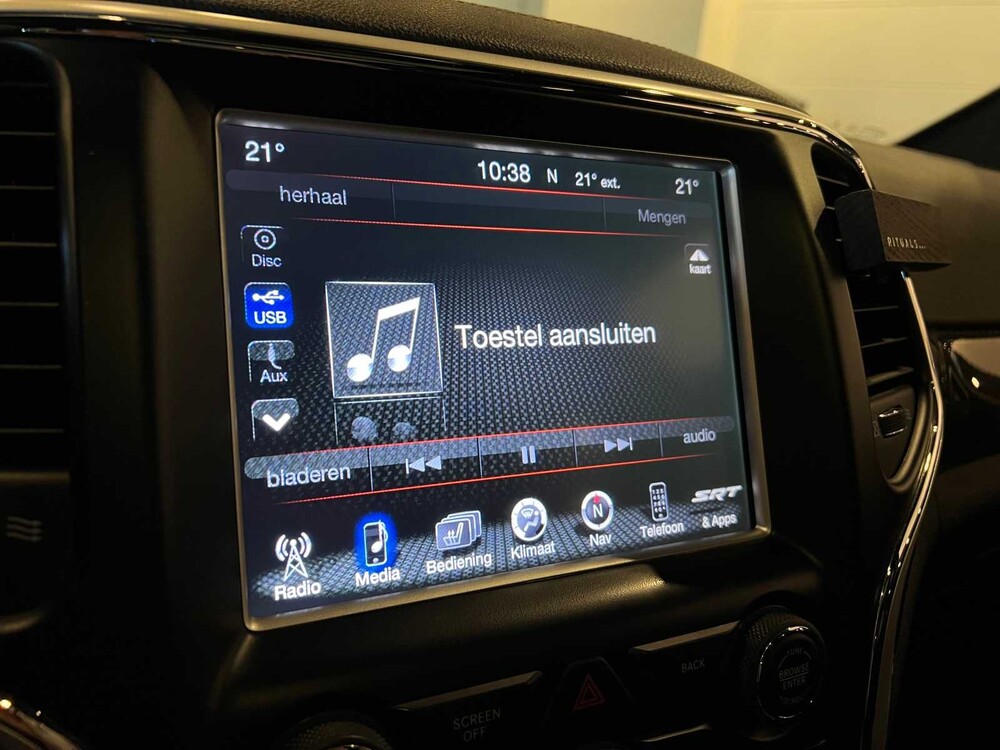 21°
10:38 N 21° ext.
21°
herhaal
Mengen
Disc
kaart
USB
Toestel aansluiten
Aux
bladeren
audio
Radio
Media
Bediening
Klimaat
N
Nav
Telefoon
SRT
& Apps
RITUALS...
SCREEN
OFF
BACK
BROWSE
ENTER